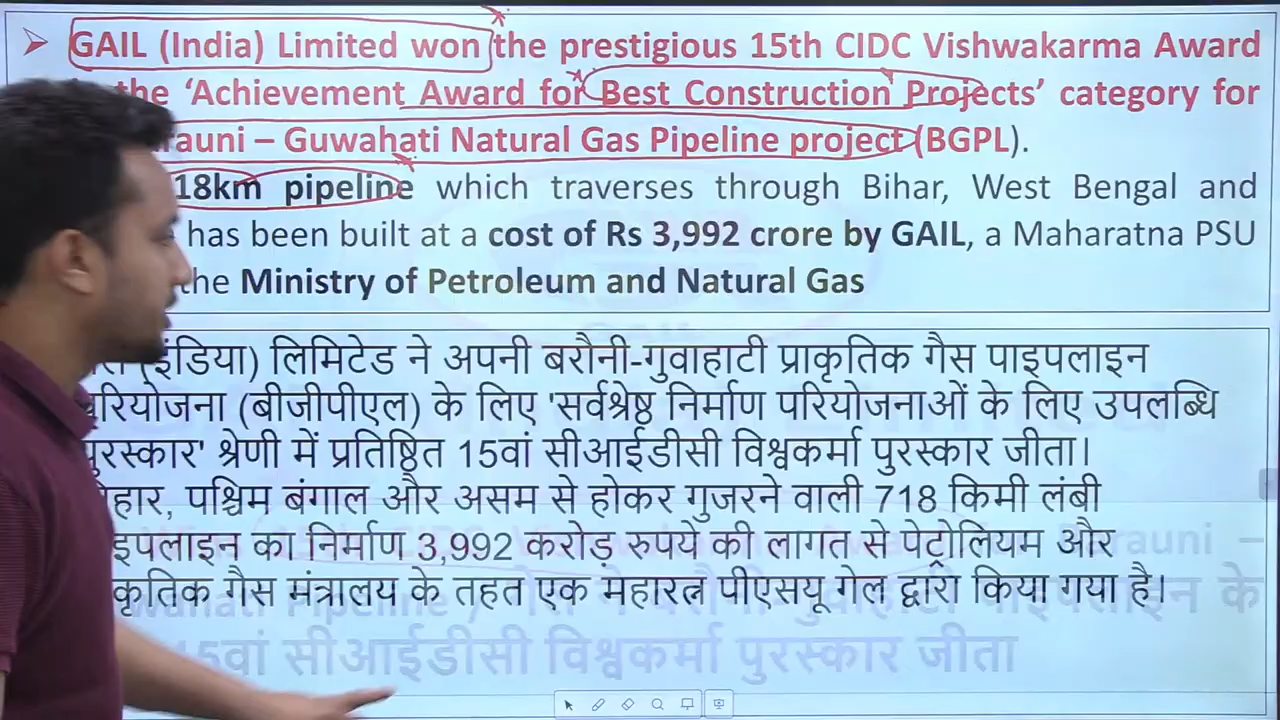 GAIL (India) Limited won the prestigious 15th CIDC Vishwakarma Award
the ‘Achievement Award for Best Construction Projects’ category for
rauni – Guwahati Natural Gas Pipeline project (BGPL).
18km pipeline which traverses through Bihar, West Bengal and
has been built at a cost of Rs 3,992 crore by GAIL, a Maharatna PSU
the Ministry of Petroleum and Natural Gas
(इंडिया) लिमिटेड ने अपनी बरौनी-गुवाहाटी प्राकृतिक गैस पाइपलाइन
परियोजना (बीजीपीएल) के लिए 'सर्वश्रेष्ठ निर्माण परियोजनाओं के लिए उपलब्धि
पुरस्कार' श्रेणी में प्रतिष्ठित 15वां सीआईडीसी विश्वकर्मा पुरस्कार जीता।
बिहार, पश्चिम बंगाल और असम से होकर गुजरने वाली 718 किमी लंबी
इपलाइन का निर्माण 3,992 करोड़ रुपये की लागत से पेट्रोलियम और
कृतिक गैस मंत्रालय के तहत एक महारत्न पीएसयू गेल द्वारा किया गया है।
15वां सीआईडीसी विश्वकर्मा पुरस्कार जीता